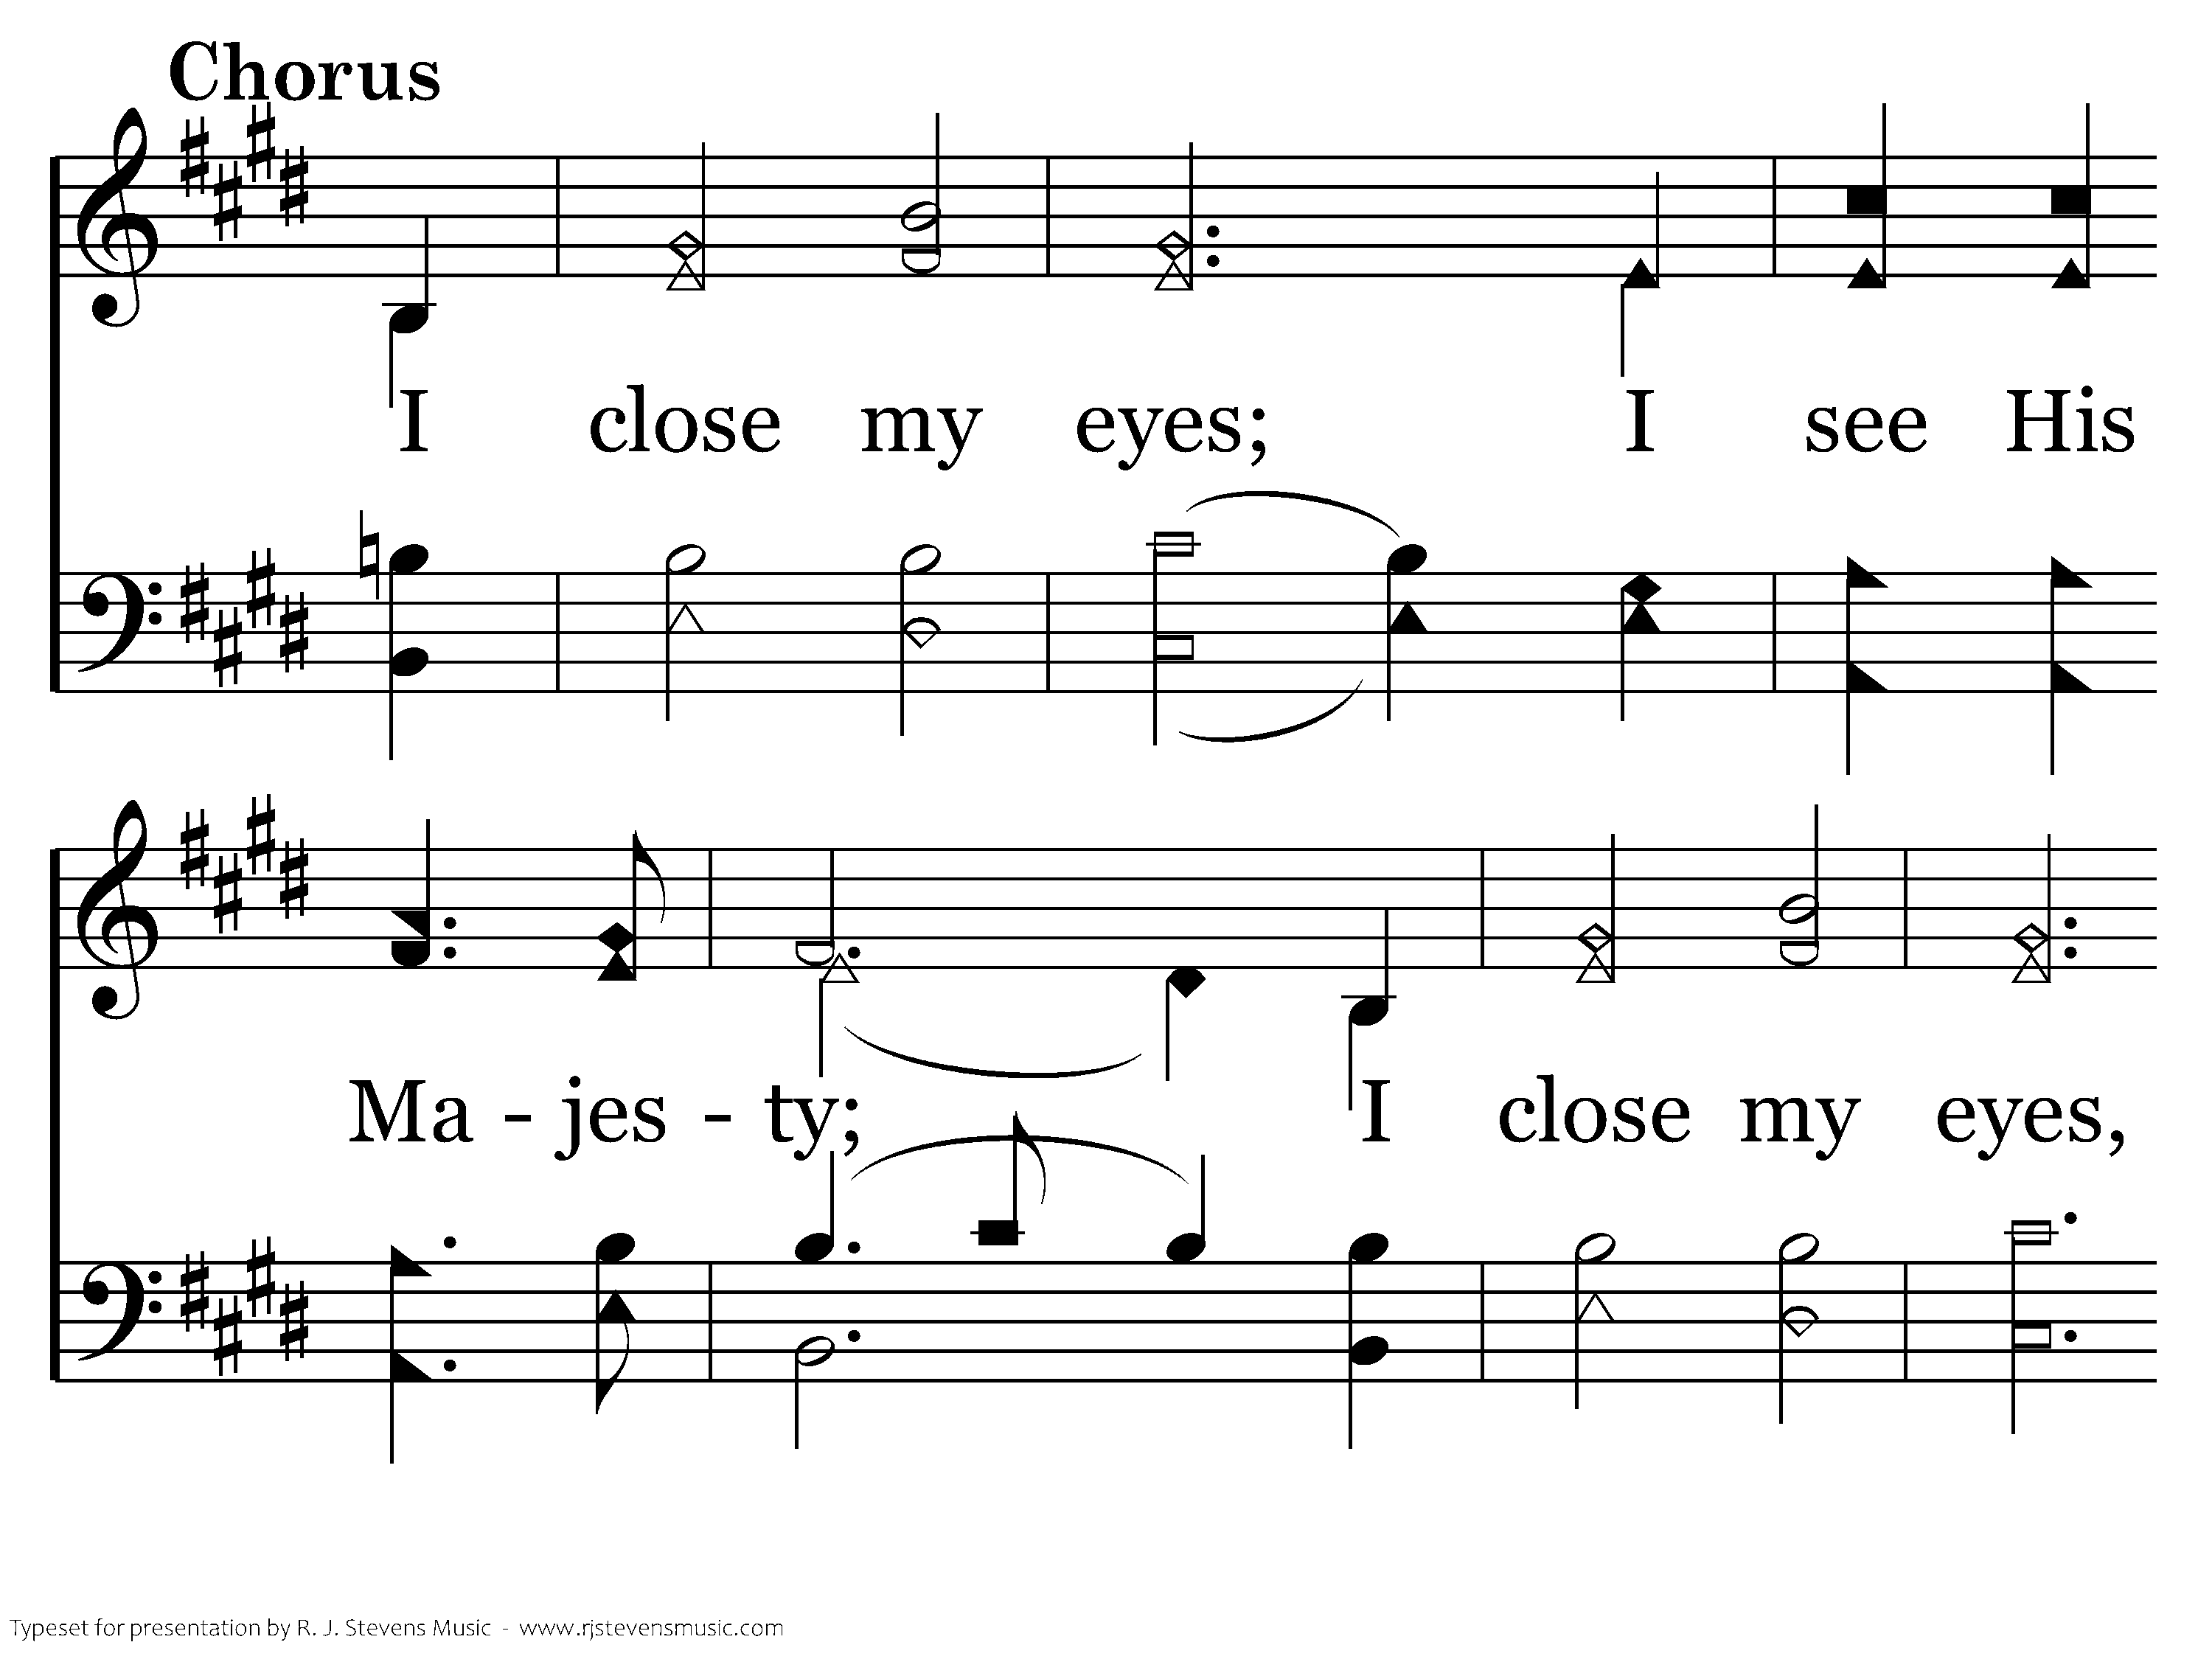 Chorus
I close my eyes; I see His
Ma - jes - ty; I close my eyes,
Typeset for presentation by R. J. Stevens Music - www.rjstevensmusic.com